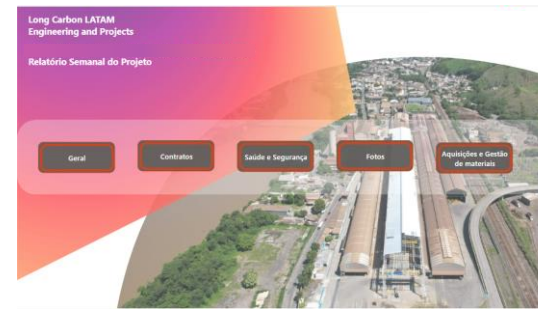 Long Carbon LATAM
Engineering and Projects
Relatório Semanal do Projeto
Geral
Contratos
Saúde e Segurança
Fotos
Aquisições e Gestão
de materiais